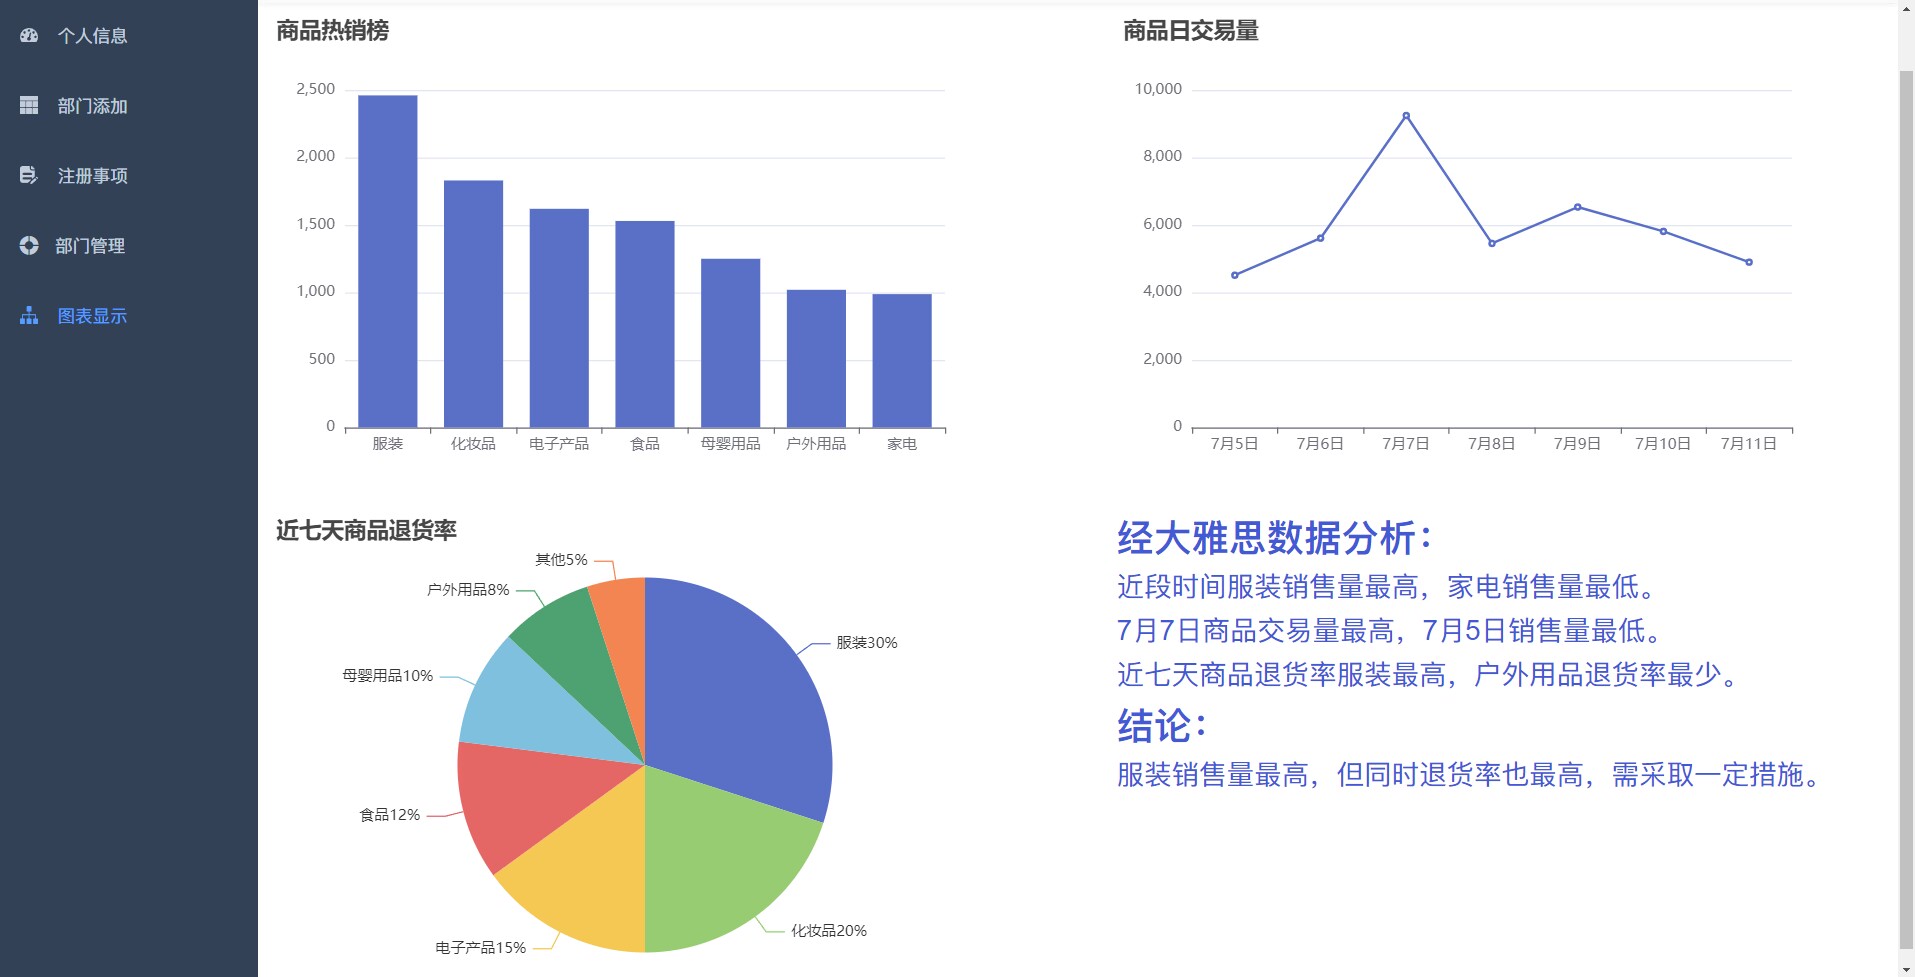 个人信息
部门添加
注册事项
部门管理
图表显示
商品热销榜
2,500
2,000
1,500
1,000
500
0
服装 化妆品 电子产品 食品 母婴用品 户外用品 家电
商品日交易量
10,000
8,000
6,000
4,000
2,000
0
7月5日 7月6日 7月7日 7月8日 7月9日 7月10日 7月11日
近七天商品退货率
其他5%
户外用品8%
服装30%
母婴用品10%
食品12%
化妆品20%
电子产品15%
经大雅思数据分析：
近段时间服装销售量最高，家电销售量最低。
7月7日商品交易量最高，7月5日销售量最低。
近七天商品退货率服装最高，户外用品退货率最少。
结论：
服装销售量最高，但同时退货率也最高，需采取一定措施。